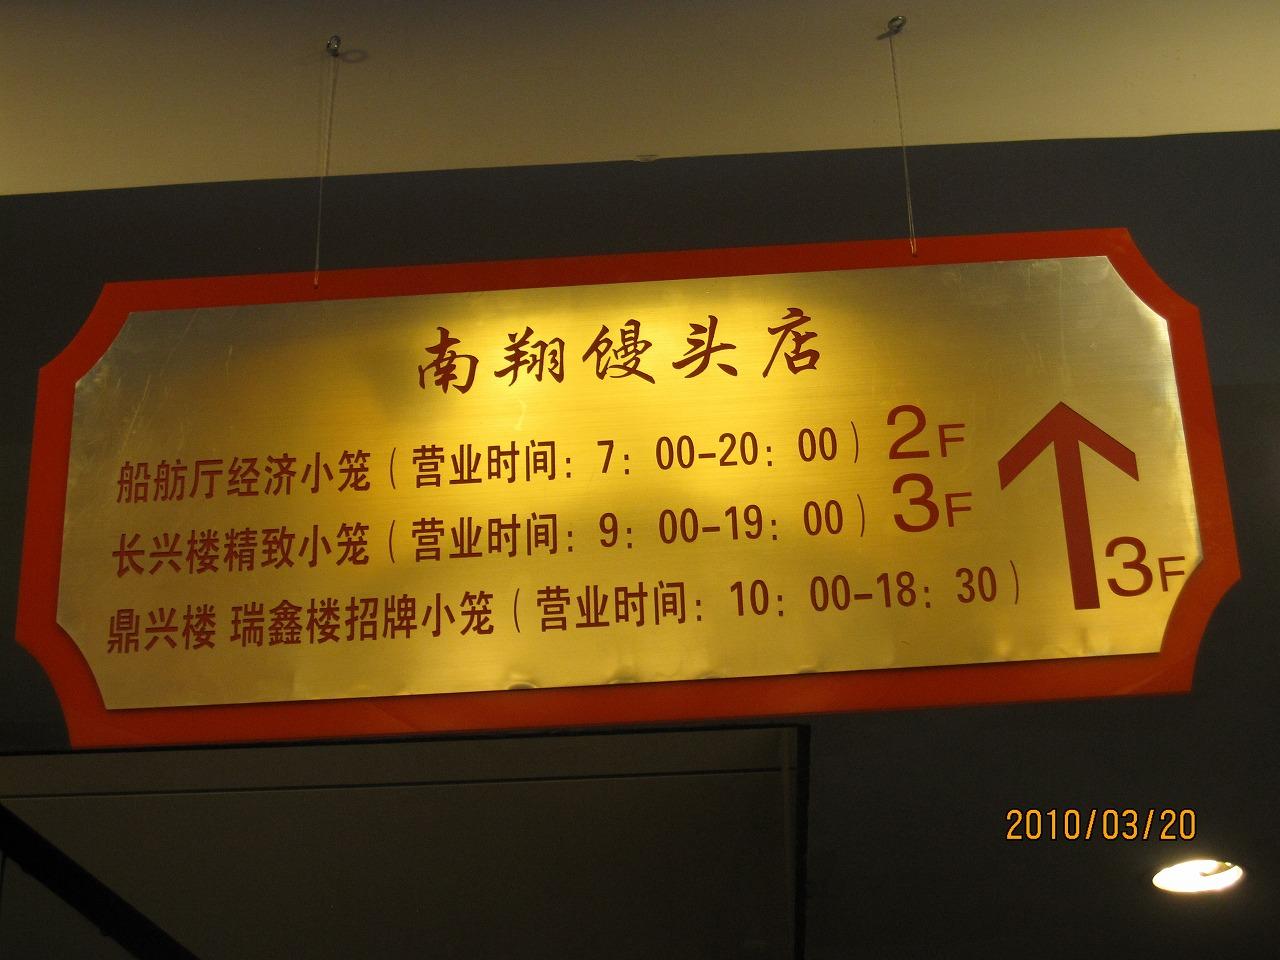 南翔馒头店
船舫厅经济小笼（营业时间：7：00-20：00）2F
长兴楼精致小笼（营业时间：9：00-19：00）3F
鼎兴楼 瑞鑫楼招牌小笼（营业时间：10：00-18：30）3F
2010/03/20